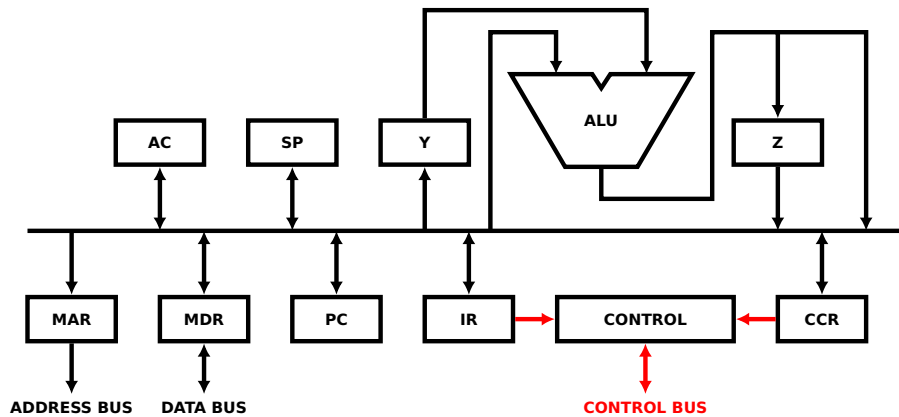 ALU
AC
SP
Y
Z
MAR
MDR
PC
IR
CONTROL
CCR
ADDRESS BUS
DATA BUS
CONTROL BUS